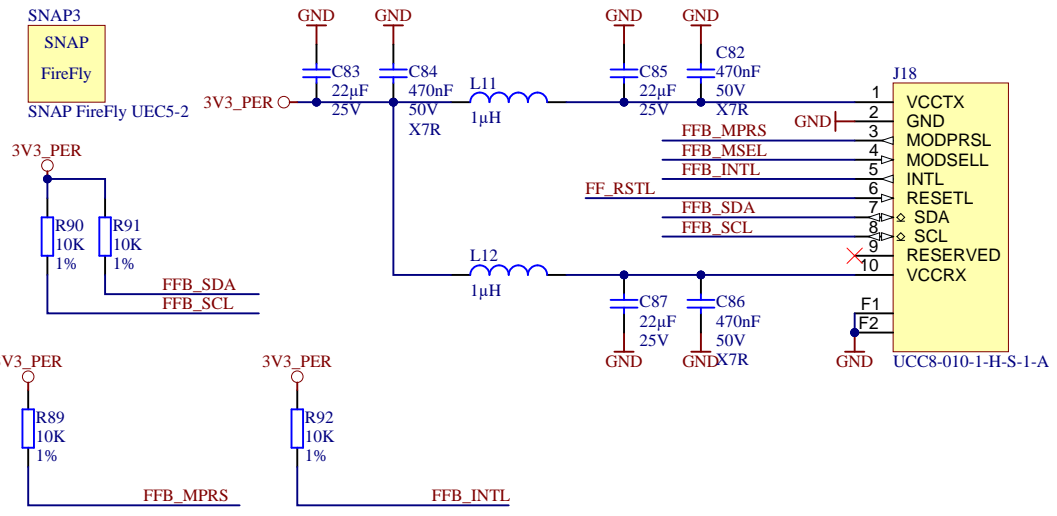 SNAP3
SNAP
FireFly
SNAP FireFly UEC5-2
GND
GND
GND
GND
C83
22µF
25V
C84
470nF
50V
X7R
L11
1µH
C85
22µF
25V
C82
470nF
50V
X7R
3V3_PER
J18
1 VCCTX
GND 2 GND
FFB_MPRS 3 MODPRSL
FFB_MSEL 4 MODSELL
FFB_INTL 5 INTL
FF_RSTL 6 RESETL
FFB_SDA 7 SDA
FFB_SCL 8 SCL
9 RESERVED
10 VCCRX
F1
F2
GND
UCC8-010-1-H-S-1-A
3V3_PER
R90
10K
1%
R91
10K
1%
FFB_SDA
FFB_SCL
L12
1µH
C87
22µF
25V
GND
C86
470nF
50V
X7R
GND
3V3_PER
R89
10K
1%
FFB_MPRS
3V3_PER
R92
10K
1%
FFB_INTL